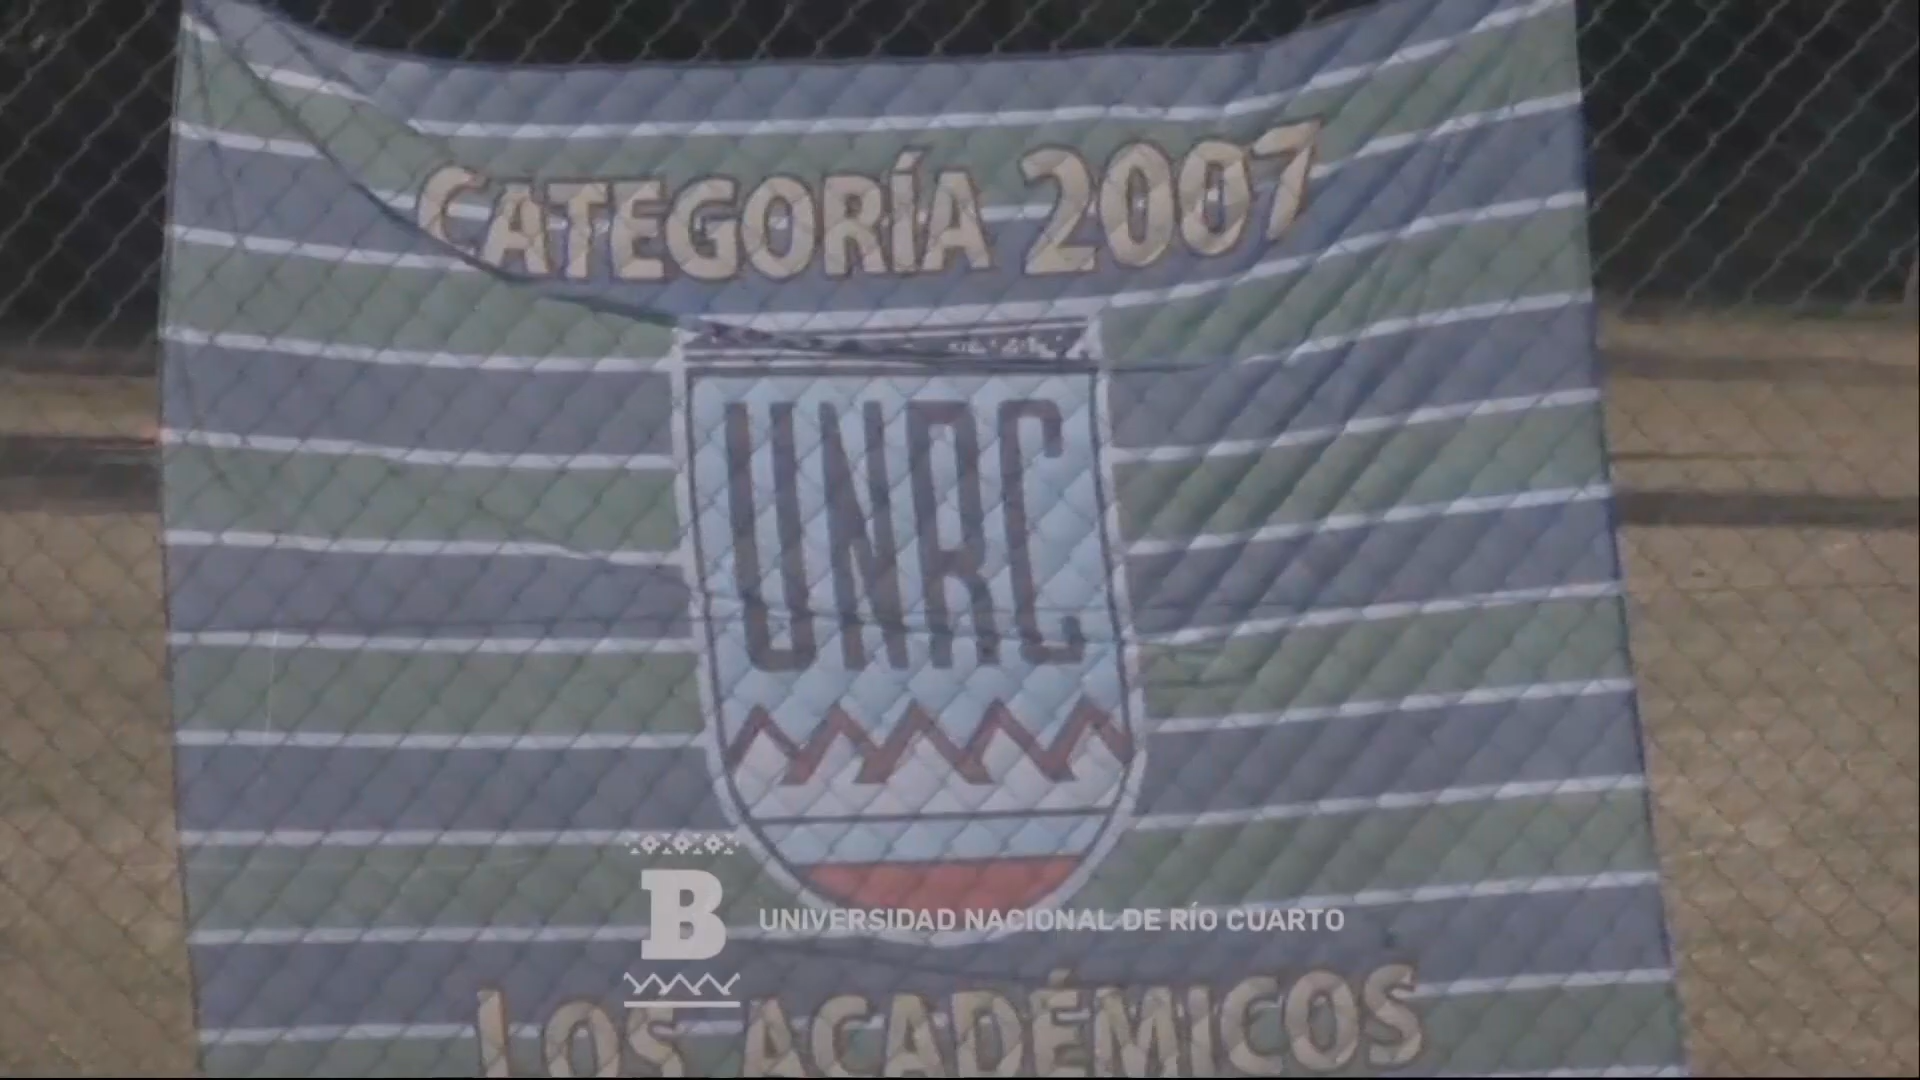 CATEGORÍA 2007
UNRC
B UNIVERSIDAD NACIONAL DE RÍO CUARTO
LOS ACADÉMICOS